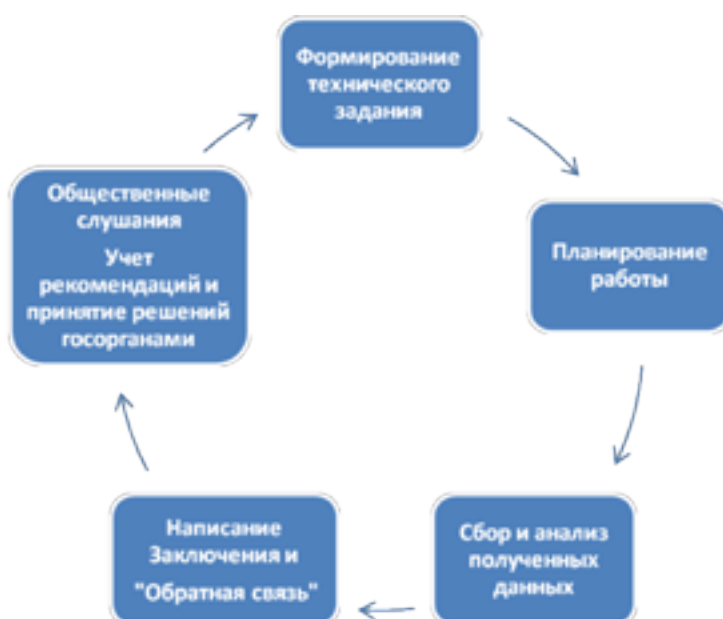 Формирование
технического
задания
Планирование
работы
Сбор и анализ
полученных
данных
Написание
Заключения и
"Обратная связь"
Общественные
слушания
Учет
рекомендаций и
принятие решений
госорганами